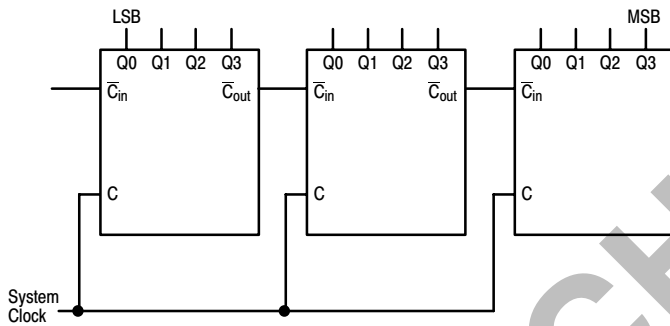 LSB MSB
Q0 Q1 Q2 Q3 Q0 Q1 Q2 Q3 Q0 Q1 Q2 Q3
C̅in C̅out C̅in C̅out C̅in
C C C
System
Clock
CH